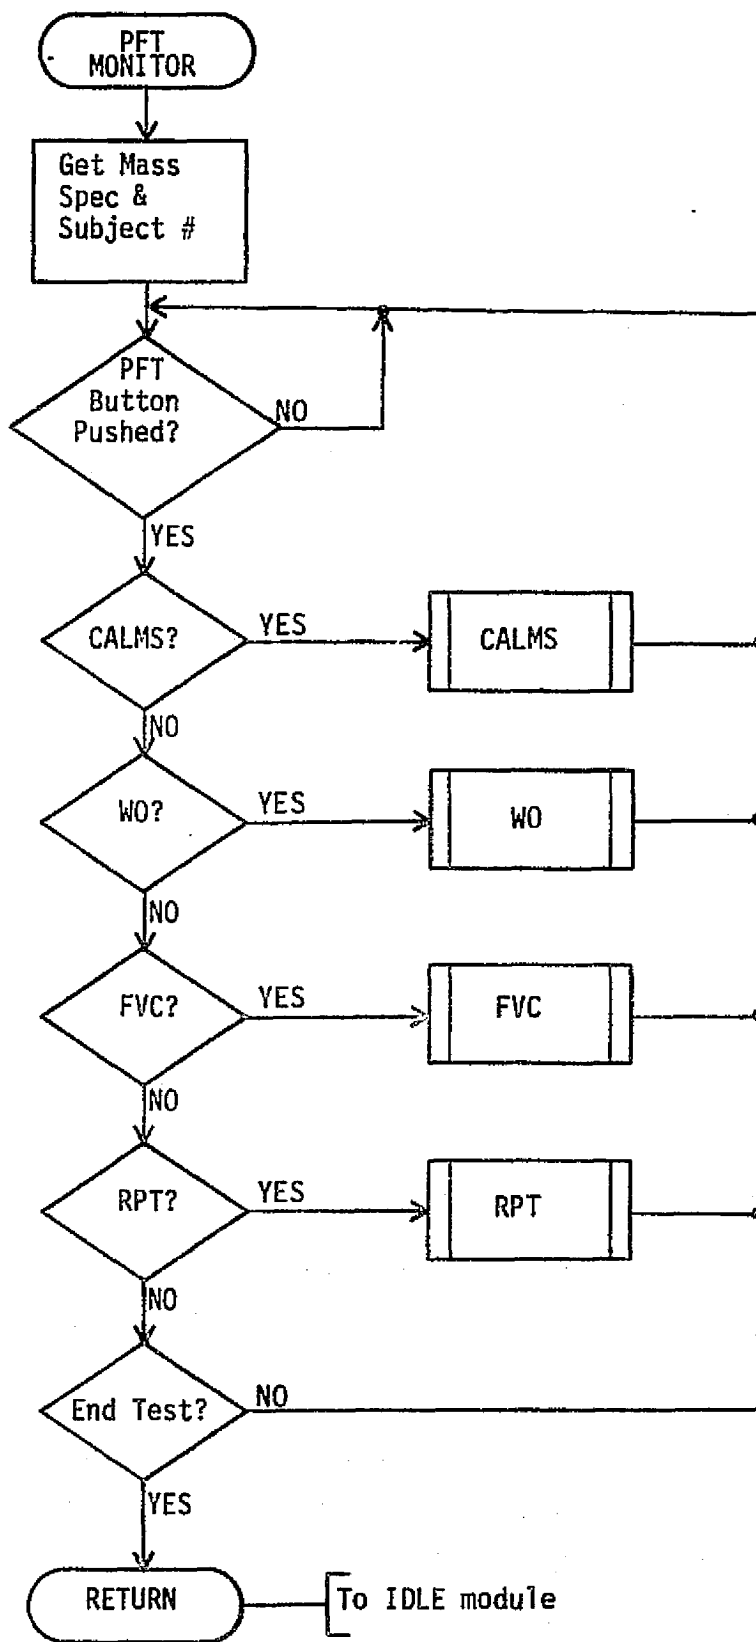 PFT
MONITOR
Get Mass
Spec &
Subject #
PFT
Button
Pushed?
NO
YES
CALMS?
YES
CALMS
NO
WO?
YES
WO
NO
FVC?
YES
FVC
NO
RPT?
YES
RPT
NO
End Test?
NO
YES
RETURN
To IDLE module